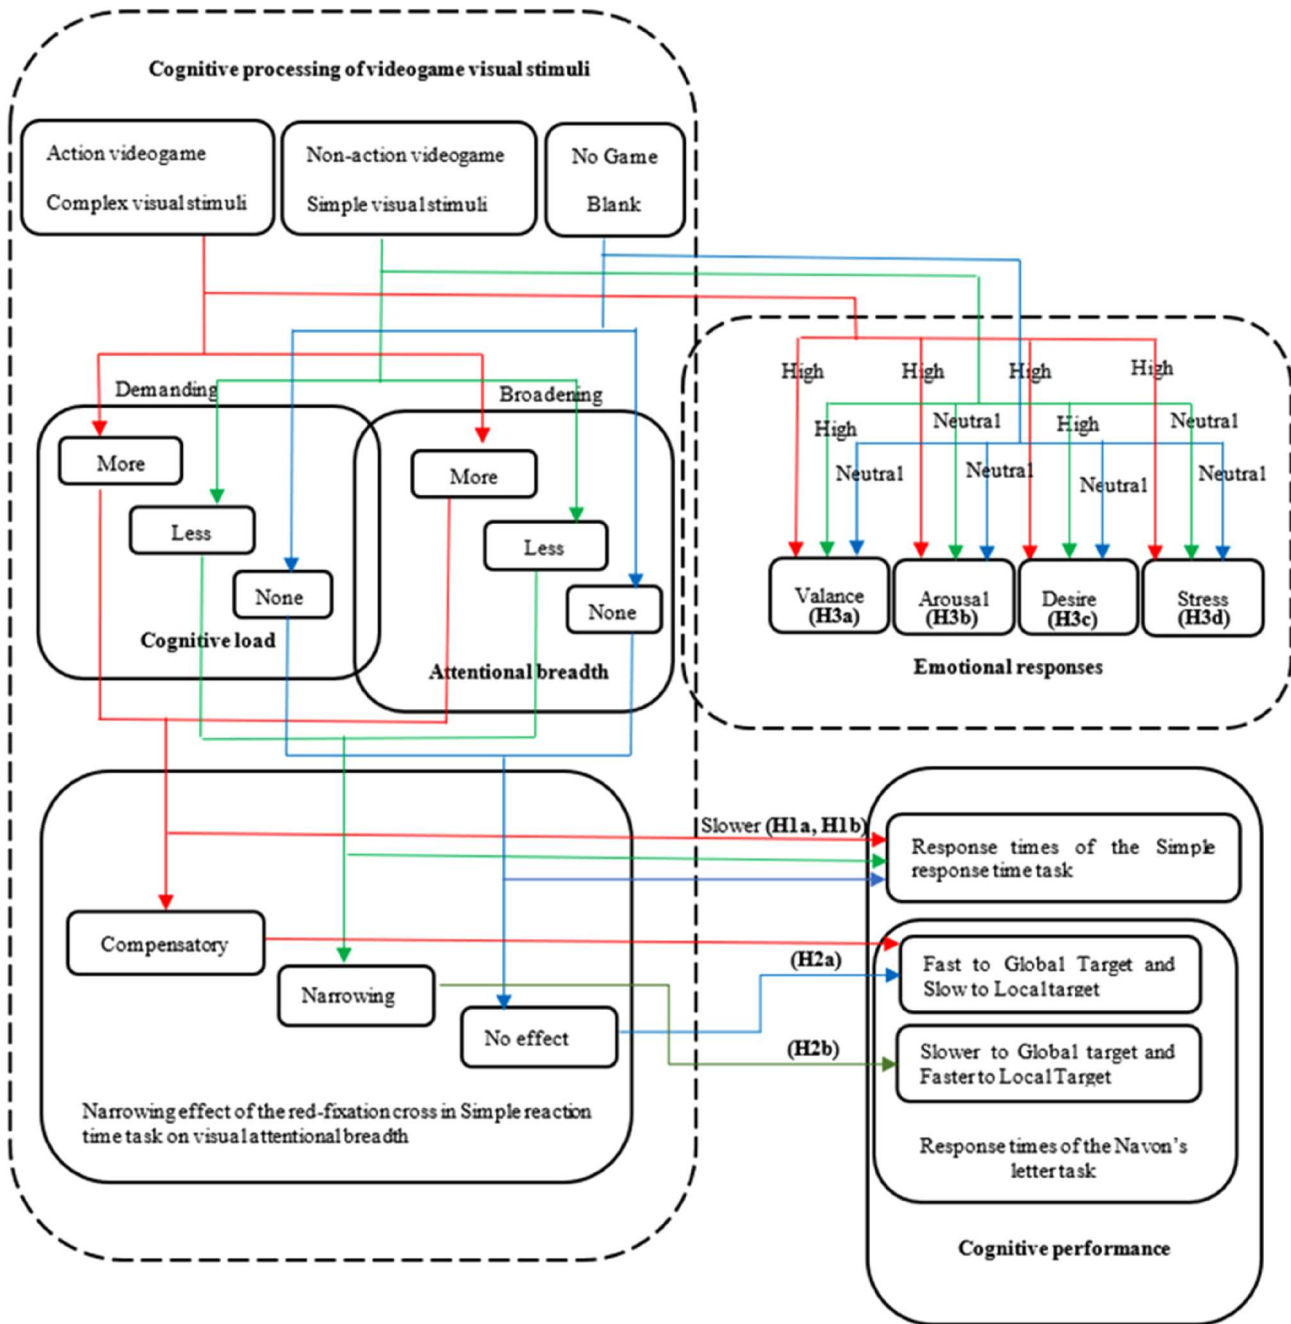 Cognitive processing of videogame visual stimuli
Action videogame
Complex visual stimuli
Non-action videogame
Simple visual stimuli
No Game
Blank
Demanding
Broadening
More
Less
None
Cognitive load
More
Less
None
Attentional breadth
High
High
High
High
High
Neutral
High
Neutral
Neutral
Neutral
Neutral
Neutral
Valance
(H3a)
Arousal
(H3b)
Desire
(H3c)
Stress
(H3d)
Emotional responses
Slower (H1a, H1b)
Response times of the Simple
response time task
Compensatory
Narrowing
No effect
Narrowing effect of the red-fixation cross in Simple reaction
time task on visual attentional breadth
(H2a)
(H2b)
Fast to Global Target and
Slow to Local target
Slower to Global target and
Faster to Local Target
Response times of the Navon's
letter task
Cognitive performance